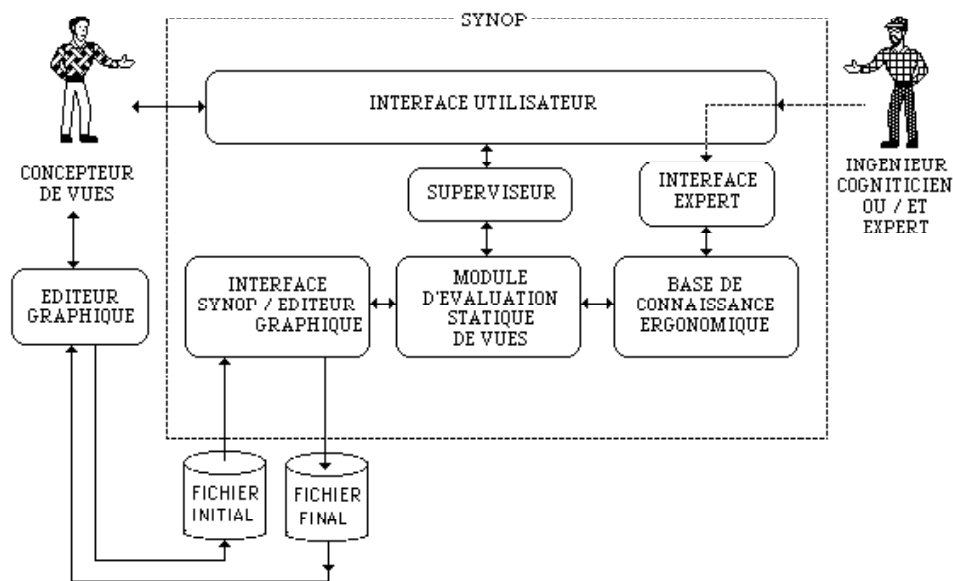 SYNOP
INTERFACE UTILISATEUR
CONCEPTEUR
DE VUES
INGENIEUR
COGNITICIEN
OU / ET
EXPERT
SUPERVISEUR
INTERFACE
EXPERT
EDITEUR
GRAPHIQUE
INTERFACE
SYNOP / EDITEUR
GRAPHIQUE
MODULE
D'EVALUATION
STATIQUE
DE VUES
BASE DE
CONNAISSANCE
ERGONOMIQUE
FICHIER
INITIAL
FICHIER
FINAL